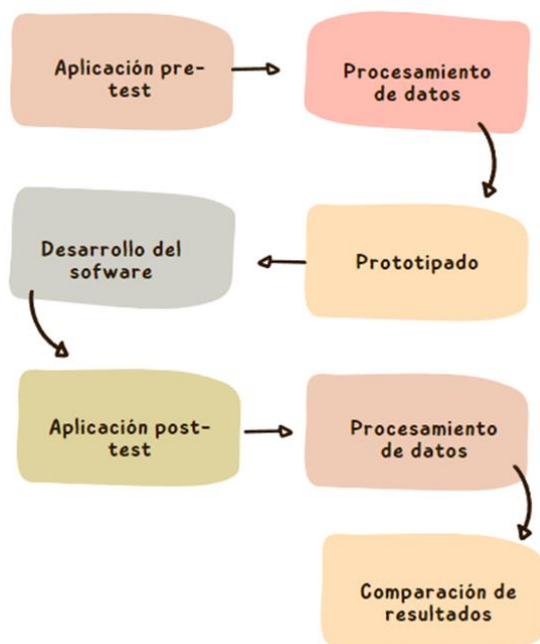 Aplicación pre-
test
Procesamiento
de datos
Prototipado
Desarrollo del
sofware
Aplicación post-
test
Procesamiento
de datos
Comparación de
resultados